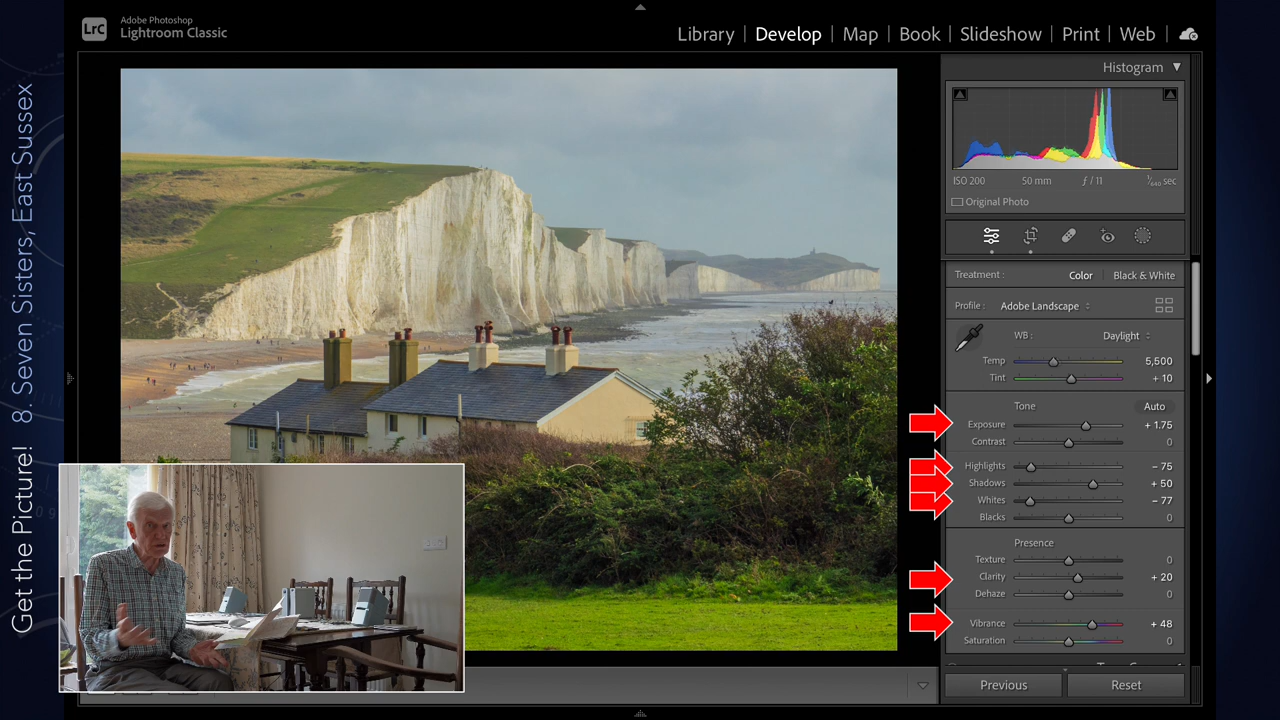 Get the Picture! 8. Seven Sisters, East Sussex
LrC
Adobe Photoshop
Lightroom Classic
Library | Develop | Map | Book | Slideshow | Print | Web
Histogram
ISO 200 50 mm ƒ / 11 1/640 sec
Original Photo
Treatment : Color Black & White
Profile : Adobe Landscape
WB : Daylight
Temp 5,500
Tint + 10
Tone Auto
Exposure + 1.75
Contrast 0
Highlights – 75
Shadows + 50
Whites – 77
Blacks 0
Presence
Texture 0
Clarity + 20
Dehaze 0
Vibrance + 48
Saturation 0
Previous Reset